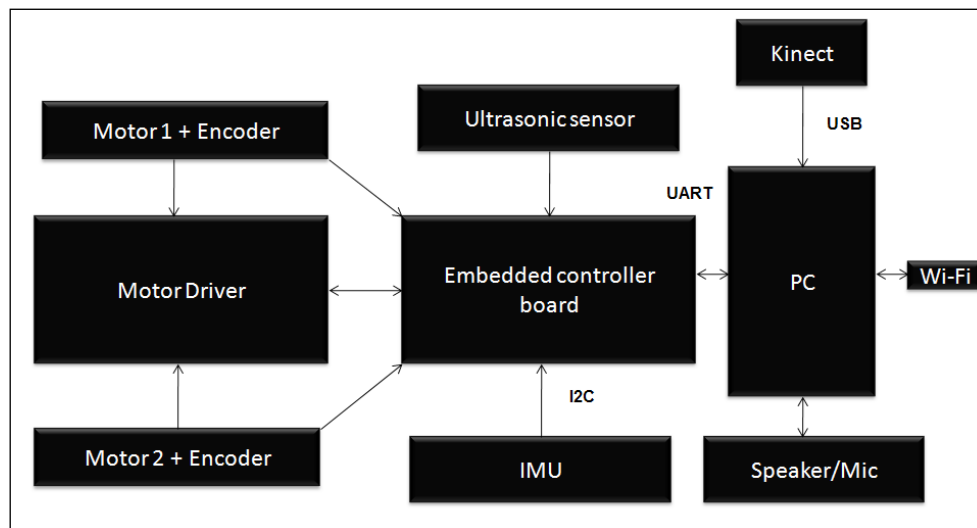 Kinect
Motor 1 + Encoder
Ultrasonic sensor
USB
UART
Motor Driver
Embedded controller
board
PC
Wi-Fi
I2C
Motor 2 + Encoder
IMU
Speaker/Mic